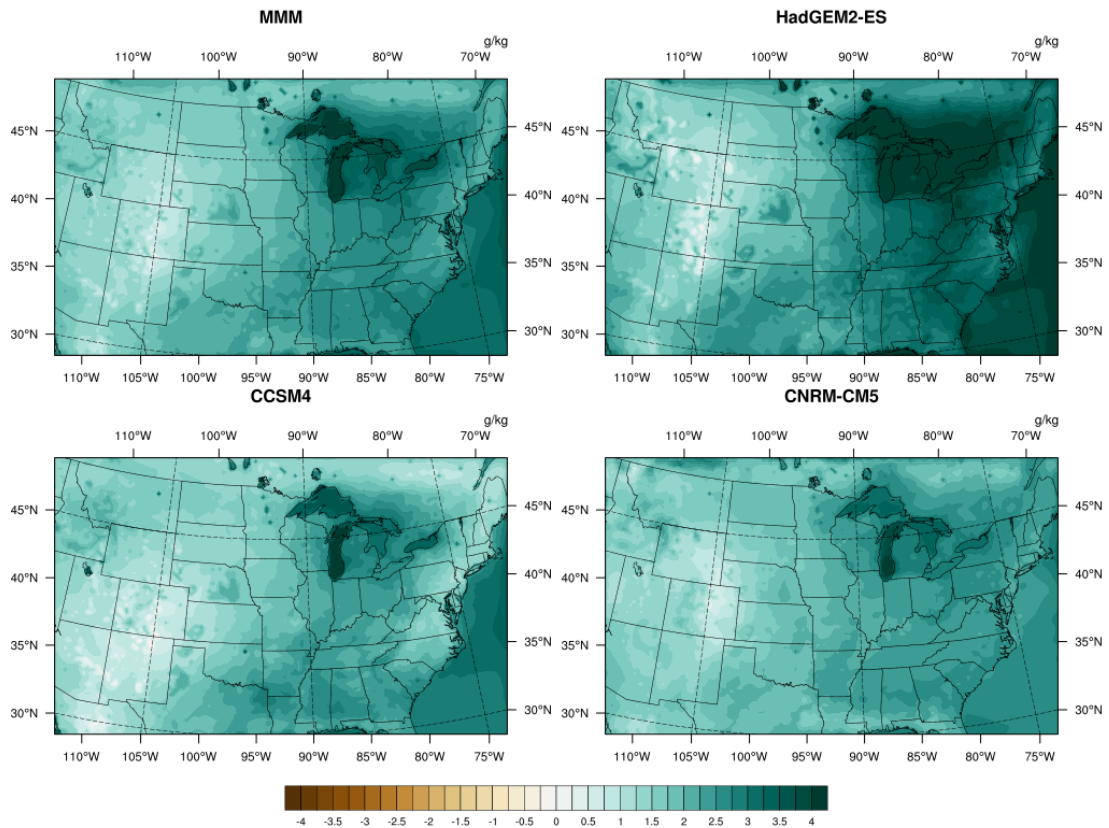 MMM
HadGEM2-ES
g/kg
g/kg
110°W 100°W 90°W 80°W 70°W
110°W 100°W 90°W 80°W 70°W
45°N 45°N 45°N 45°N
40°N 40°N 40°N 40°N
35°N 35°N 35°N 35°N
30°N 30°N 30°N 30°N
110°W 105°W 100°W 95°W 90°W 85°W 80°W 75°W
110°W 105°W 100°W 95°W 90°W 85°W 80°W 75°W
CCSM4
CNRM-CM5
g/kg
g/kg
110°W 100°W 90°W 80°W 70°W
110°W 100°W 90°W 80°W 70°W
45°N 45°N 45°N 45°N
40°N 40°N 40°N 40°N
35°N 35°N 35°N 35°N
30°N 30°N 30°N 30°N
110°W 105°W 100°W 95°W 90°W 85°W 80°W 75°W
110°W 105°W 100°W 95°W 90°W 85°W 80°W 75°W
-4 -3.5 -3 -2.5 -2 -1.5 -1 -0.5 0 0.5 1 1.5 2 2.5 3 3.5 4